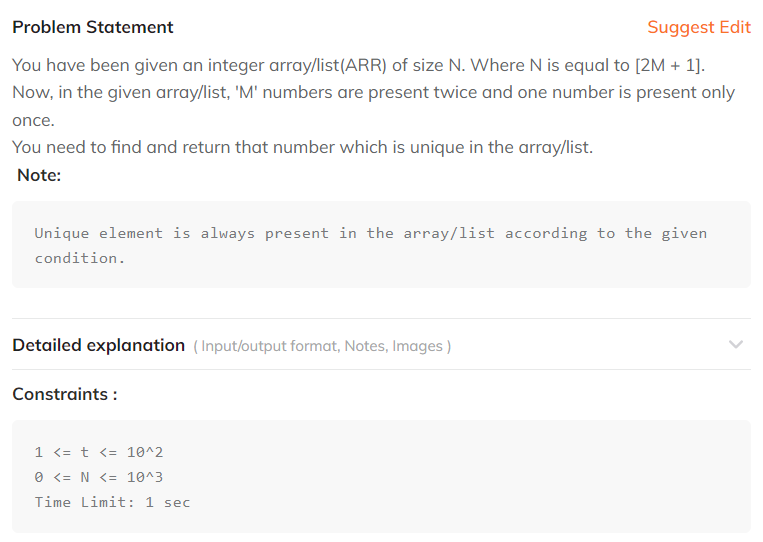 Problem Statement
Suggest Edit
You have been given an integer array/list(ARR) of size N. Where N is equal to [2M + 1].
Now, in the given array/list, 'M' numbers are present twice and one number is present only
once.
You need to find and return that number which is unique in the array/list.
Note:
Unique element is always present in the array/list according to the given
condition.
Detailed explanation ( Input/output format, Notes, Images )
Constraints :
1 <= t <= 10^2
0 <= N <= 10^3
Time Limit: 1 sec